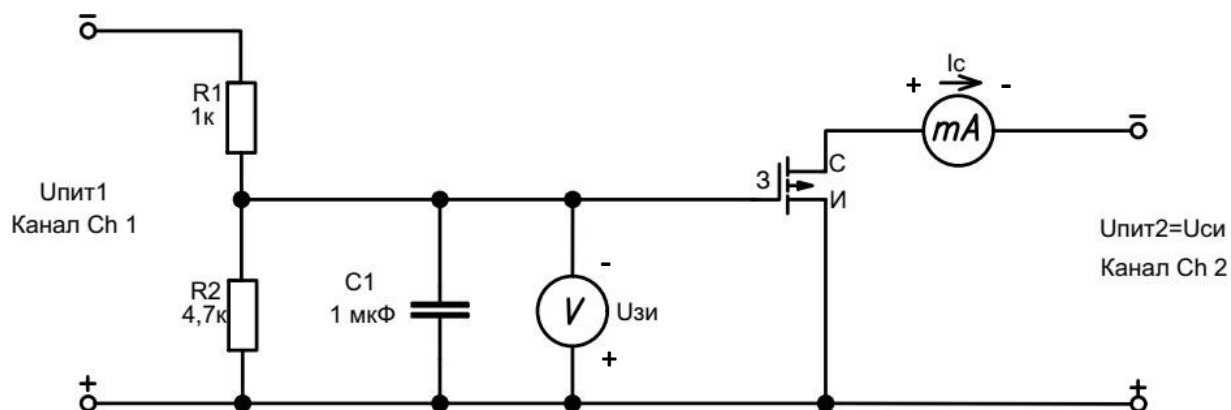 –
Ic
+
-
R1
1к
mA
–
З
С
И
Uпит1
Канал Ch 1
Uпит2=Uси
Канал Ch 2
R2
4,7к
C1
1 мкФ
-
V
Uзи
+
+
+